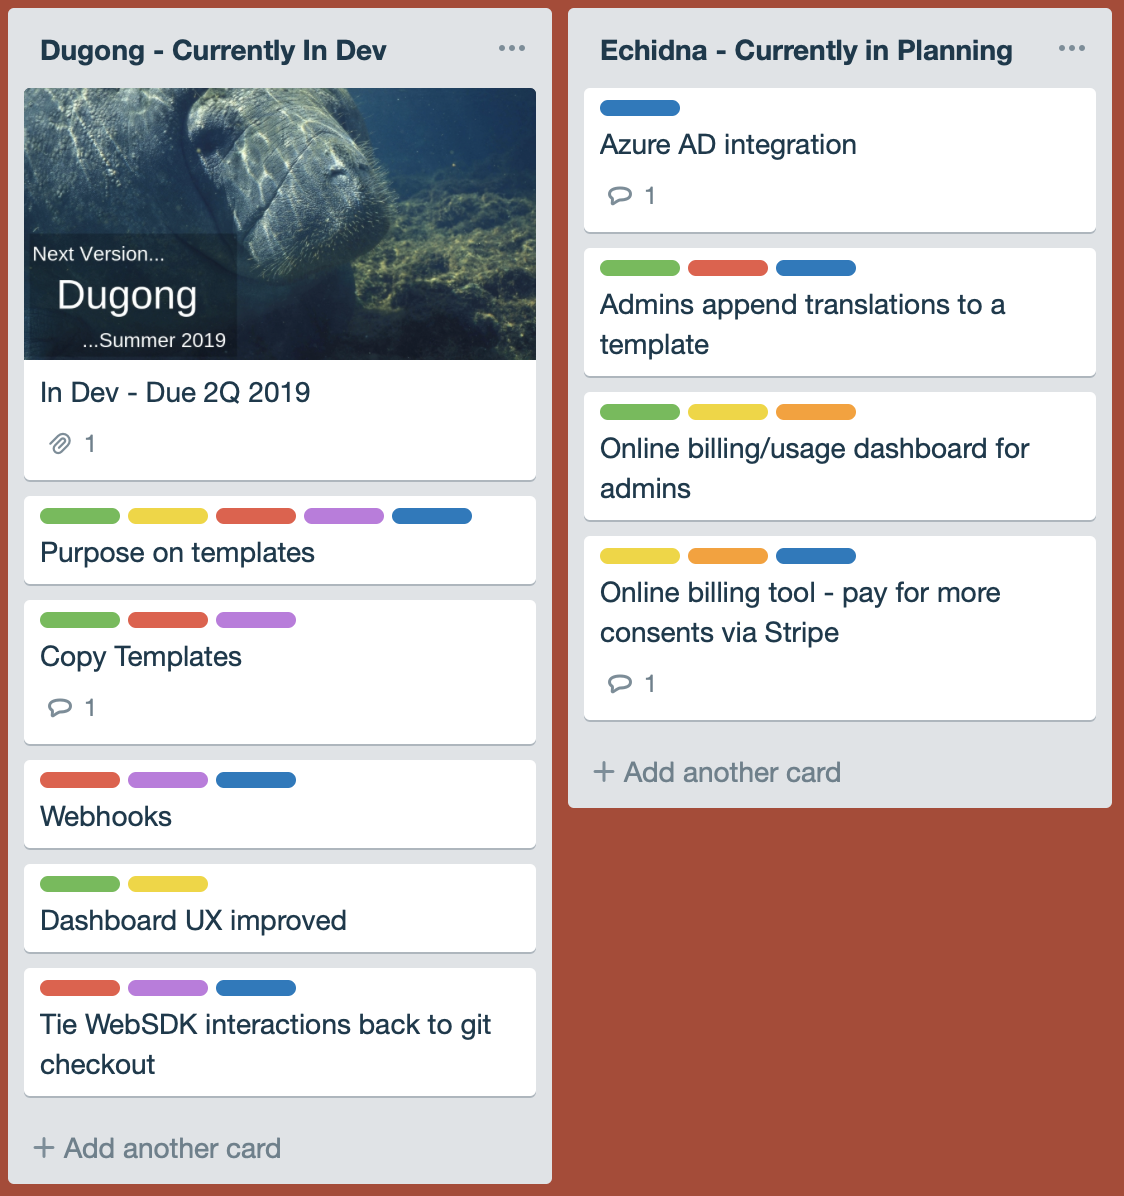 Dugong - Currently In Dev
Next Version...
Dugong
...Summer 2019
In Dev - Due 2Q 2019
1
Purpose on templates
Copy Templates
1
Webhooks
Dashboard UX improved
Tie WebSDK interactions back to git
checkout
+ Add another card
Echidna - Currently in Planning
Azure AD integration
1
Admins append translations to a
template
Online billing/usage dashboard for
admins
Online billing tool - pay for more
consents via Stripe
1
+ Add another card